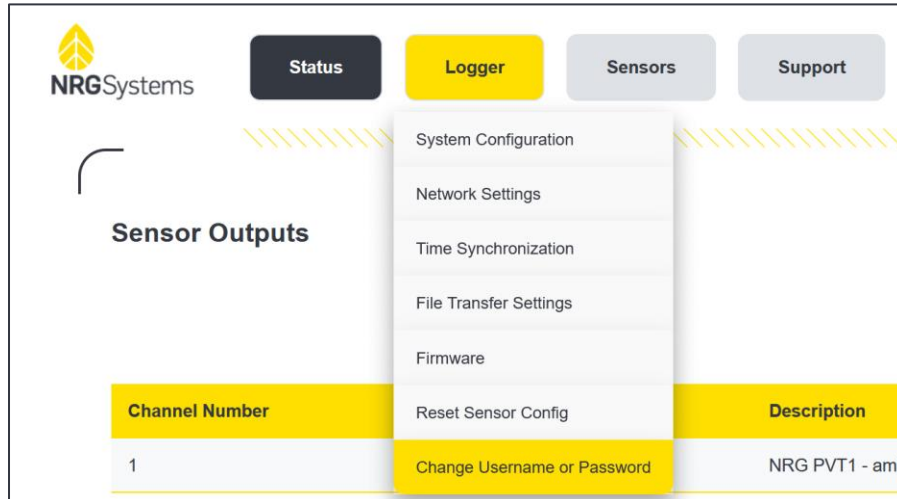 NRGSystems
Status
Logger
Sensors
Support
System Configuration
Network Settings
Sensor Outputs
Time Synchronization
File Transfer Settings
Firmware
Reset Sensor Config
Change Username or Password
Channel Number
Description
1
NRG PVT1 - am